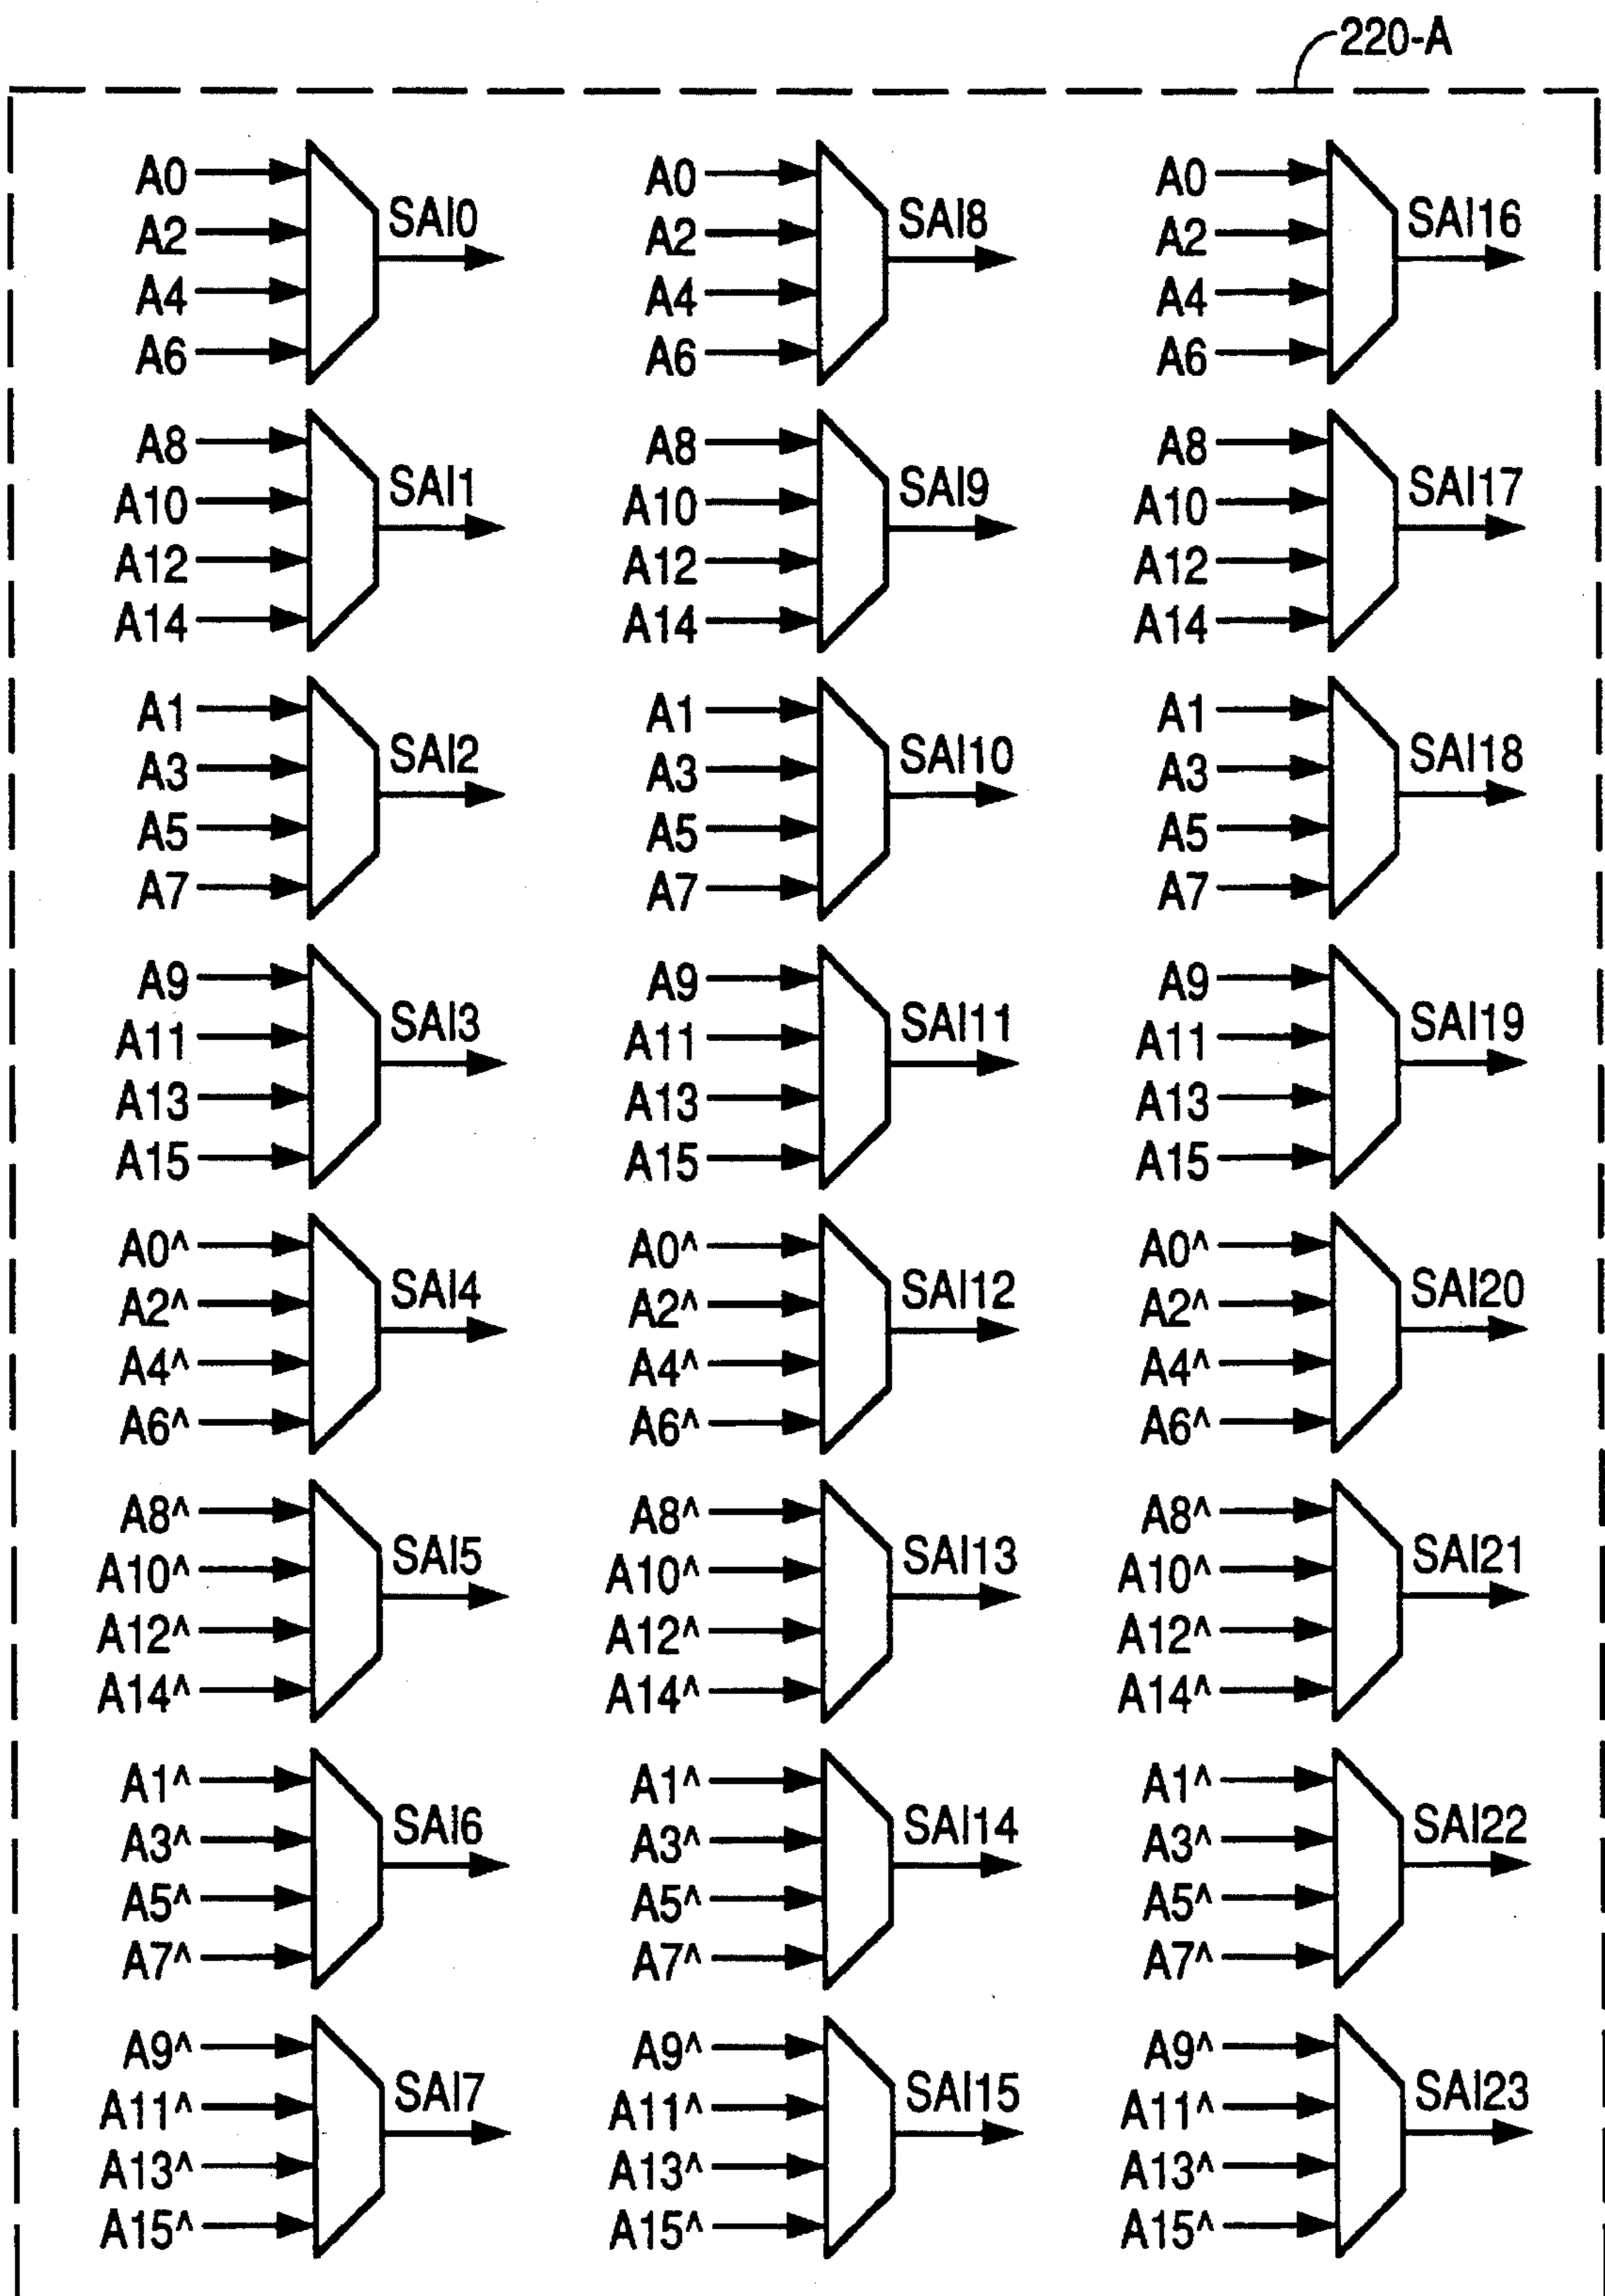 220-A
A0
A2
A4
A6
SAI0
A8
A10
A12
A14
SAI1
A1
A3
A5
A7
SAI2
A9
A11
A13
A15
SAI3
A0^
A2^
A4^
A6^
SAI4
A8^
A10^
A12^
A14^
SAI5
A1^
A3^
A5^
A7^
SAI6
A9^
A11^
A13^
A15^
SAI7
A0
A2
A4
A6
SAI8
A8
A10
A12
A14
SAI9
A1
A3
A5
A7
SAI10
A9
A11
A13
A15
SAI11
A0^
A2^
A4^
A6^
SAI12
A8^
A10^
A12^
A14^
SAI13
A1^
A3^
A5^
A7^
SAI14
A9^
A11^
A13^
A15^
SAI15
A0
A2
A4
A6
SAI16
A8
A10
A12
A14
SAI17
A1
A3
A5
A7
SAI18
A9
A11
A13
A15
SAI19
A0^
A2^
A4^
A6^
SAI20
A8^
A10^
A12^
A14^
SAI21
A1^
A3^
A5^
A7^
SAI22
A9^
A11^
A13^
A15^
SAI23